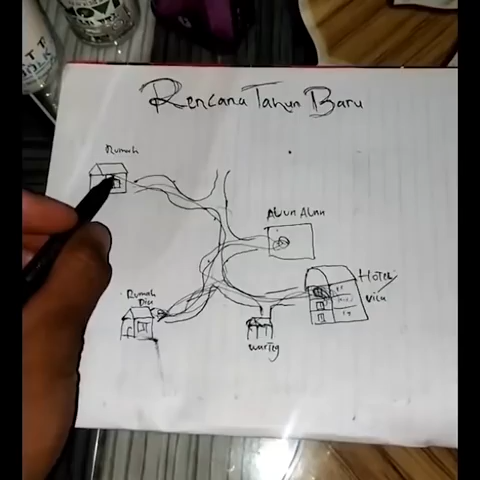 Rencana Tahun Baru
Rumah
Alun Alun
Hotel
Rumah
Dia
Warteg